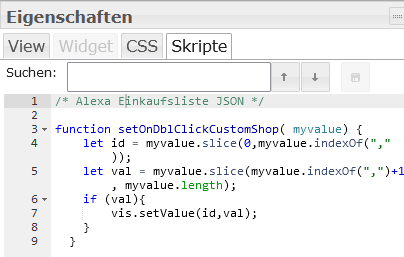 Eigenschaften
View Widget CSS Skripte
Suchen:
1 /* Alexa Einkaufsliste JSON */
2
3 function setOnDblClickCustomShop( myvalue) {
4 let id = myvalue.slice(0,myvalue.indexOf(","
));
5 let val = myvalue.slice(myvalue.indexOf(",")+1
, myvalue.length);
6 if (val){
7 vis.setValue(id,val);
8 }
9 }